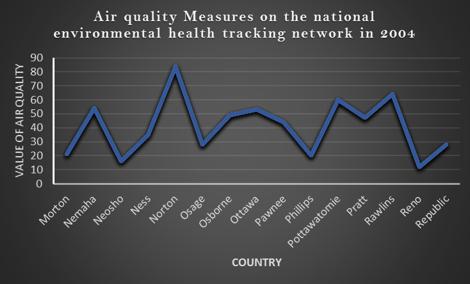 Air quality Measures on the national
environmental health tracking network in 2004
VALUE OF AIR QUALITY
90
80
70
60
50
40
30
20
10
0
Morton
Nemaha
Neosho
Ness
Norton
Osage
Osborne
Ottawa
Pawnee
Phillips
Pottawatomie
Pratt
Rawlins
Reno
Republic
COUNTRY